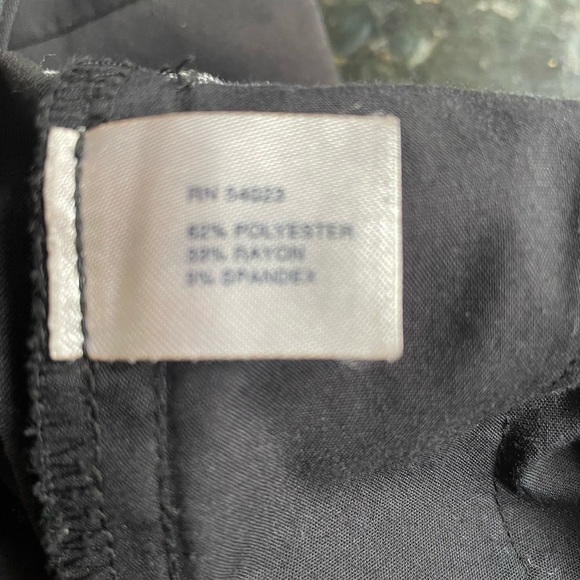 RN 54023
62% POLYESTER
33% RAYON
5% SPANDEX